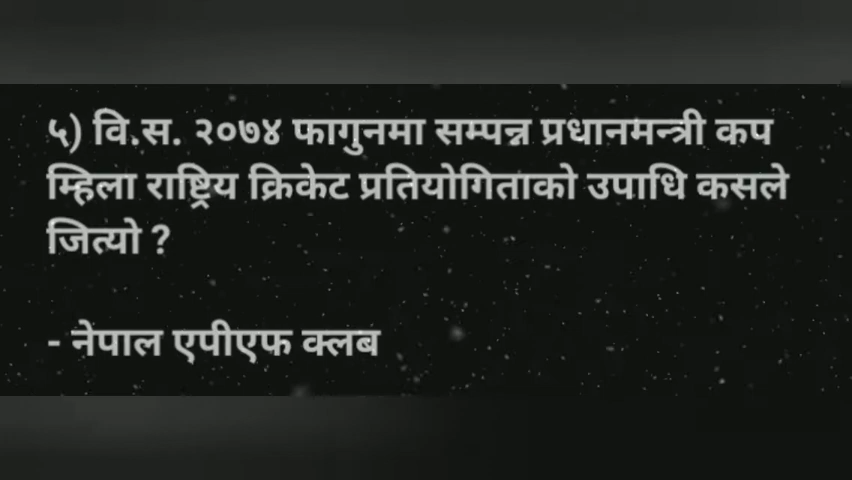 ५) वि.स. २०७४ फागुनमा सम्पन्न प्रधानमन्त्री कप
म्हिला राष्ट्रिय क्रिकेट प्रतियोगिताको उपाधि कसले
जित्यो ?
- नेपाल एपीएफ क्लब